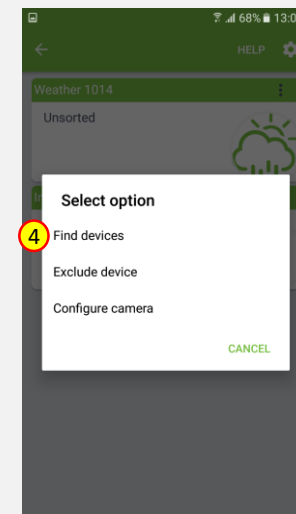 68% 13:0
HELP
Weather 1014
Unsorted
Select option
4 Find devices
Exclude device
Configure camera
CANCEL